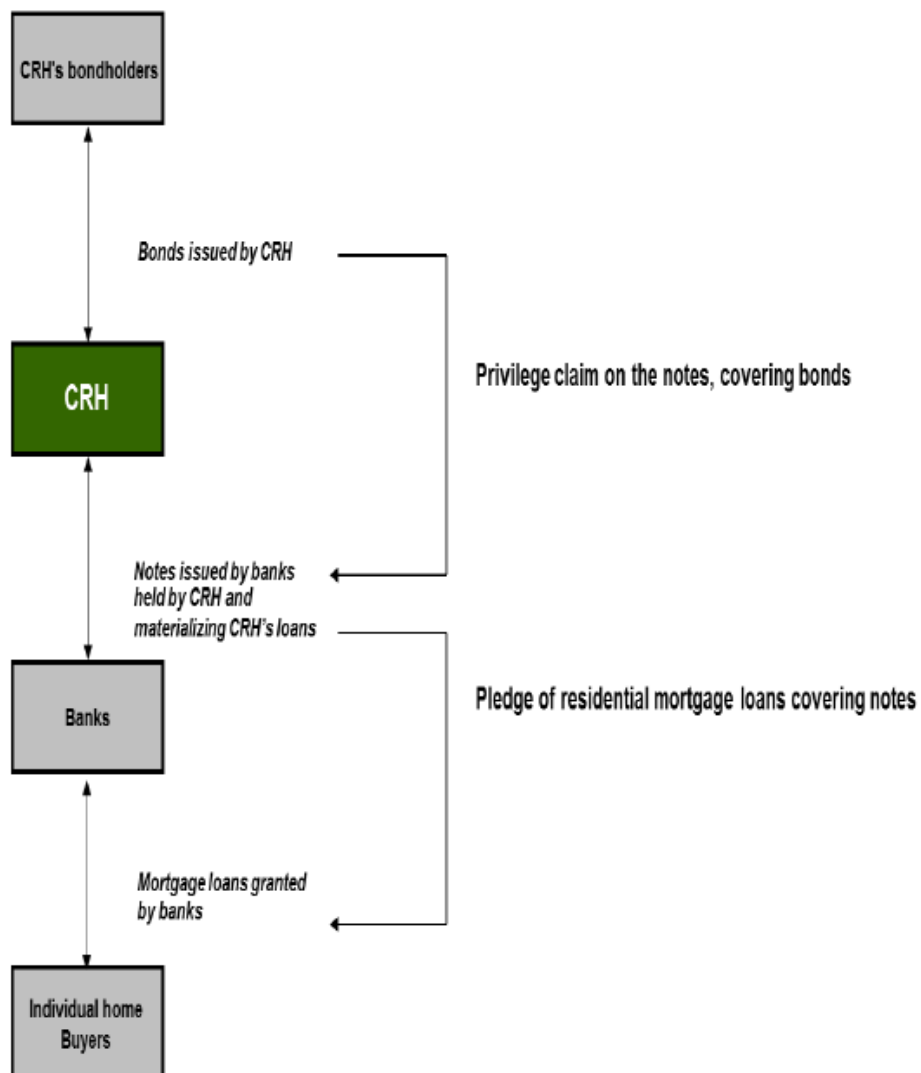 CRH's bondholders
Bonds issued by CRH
Privilege claim on the notes, covering bonds
CRH
Notes issued by banks
held by CRH and
materializing CRH's loans
Pledge of residential mortgage loans covering notes
Banks
Mortgage loans granted
by banks
Individual home
Buyers